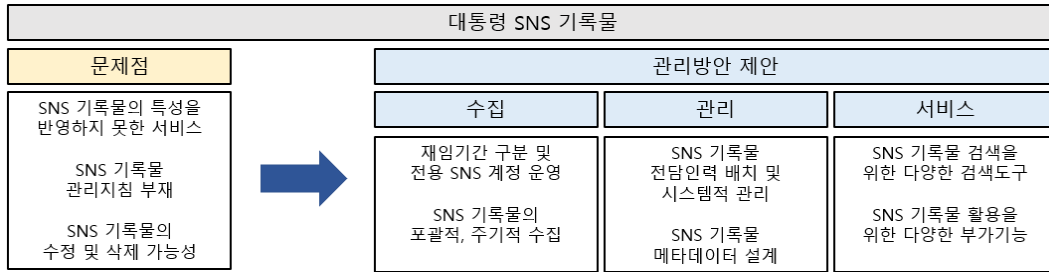 대통령 SNS 기록물
문제점
SNS 기록물의 특성을
반영하지 못한 서비스
SNS 기록물
관리지침 부재
SNS 기록물의
수정 및 삭제 가능성
관리방안 제안
수집
재임기간 구분 및
전용 SNS 계정 운영
SNS 기록물의
포괄적, 주기적 수집
관리
SNS 기록물
전담인력 배치 및
시스템적 관리
SNS 기록물
메타데이터 설계
서비스
SNS 기록물 검색을
위한 다양한 검색도구
SNS 기록물 활용을
위한 다양한 부가기능